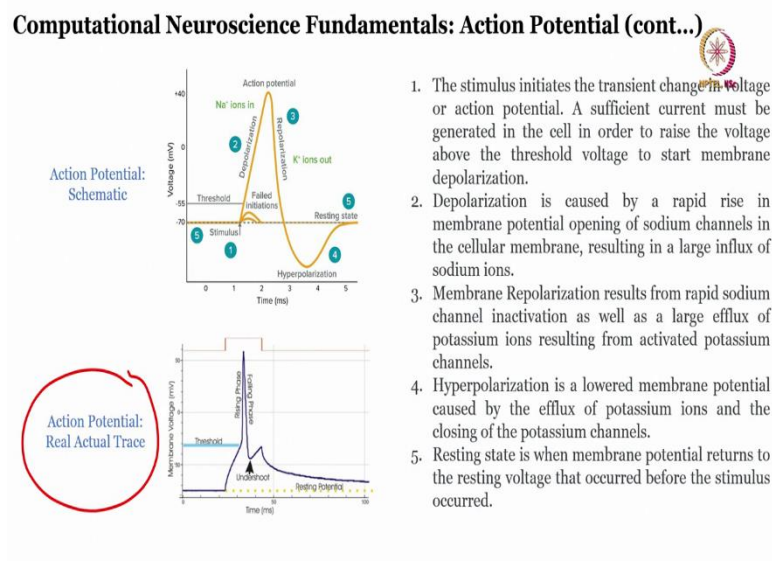 Computational Neuroscience Fundamentals: Action Potential (cont...)
Action Potential:
Schematic
Voltage (mV)
+40
0
-55
-70
Action potential
Na⁺ ions in
Depolarization
Repolarization
K⁺ ions out
Threshold
Failed
initiations
Stimulus
Resting state
Hyperpolarization
1
2
3
4
5
5
0 1 2 3 4 5
Time (ms)
Action Potential:
Real Actual Trace
Membrane Voltage (mV)
50
0
50
Rising Phase
Falling Phase
Threshold
Undershoot
Resting Potential
0 50 100
Time (ms)
1. The stimulus initiates the transient change in voltage
or action potential. A sufficient current must be
generated in the cell in order to raise the voltage
above the threshold voltage to start membrane
depolarization.
2. Depolarization is caused by a rapid rise in
membrane potential opening of sodium channels in
the cellular membrane, resulting in a large influx of
sodium ions.
3. Membrane Repolarization results from rapid sodium
channel inactivation as well as a large efflux of
potassium ions resulting from activated potassium
channels.
4. Hyperpolarization is a lowered membrane potential
caused by the efflux of potassium ions and the
closing of the potassium channels.
5. Resting state is when membrane potential returns to
the resting voltage that occurred before the stimulus
occurred.